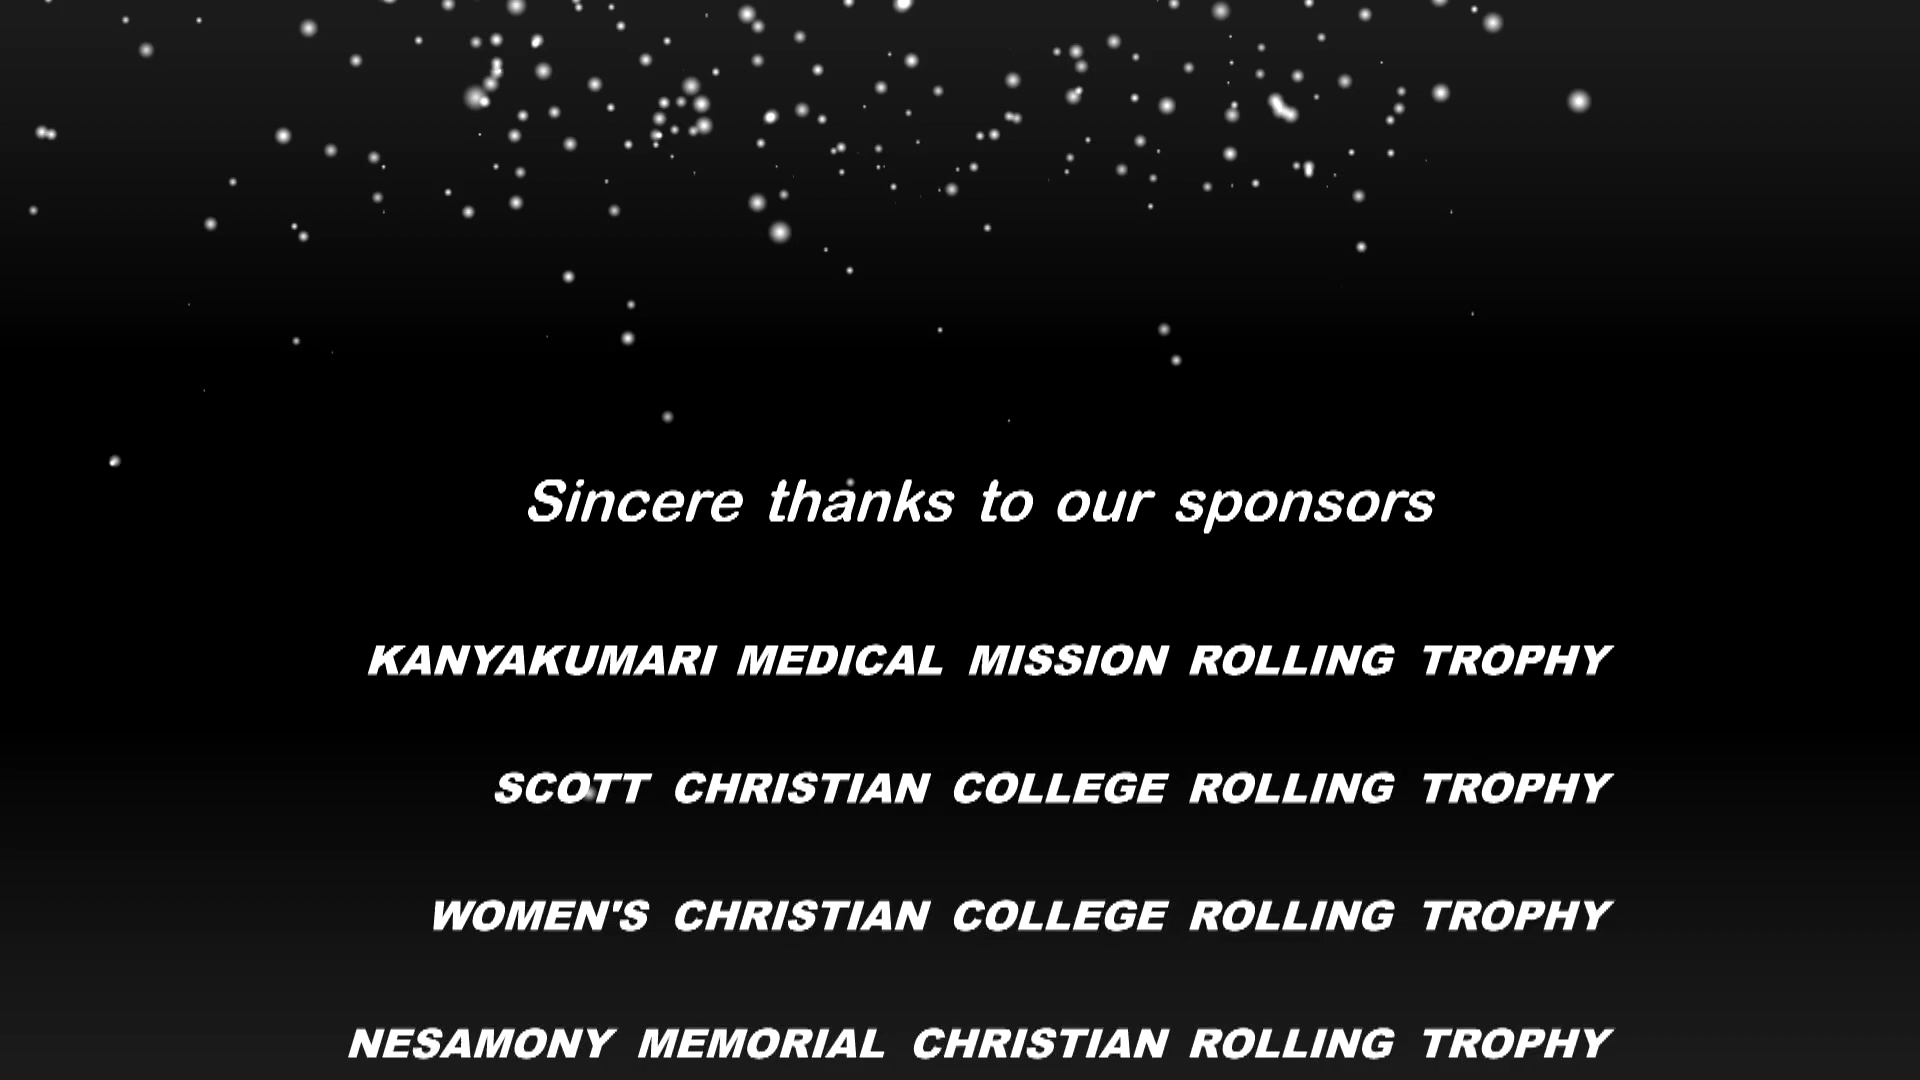 Sincere thanks to our sponsors
KANYAKUMARI MEDICAL MISSION ROLLING TROPHY
SCOTT CHRISTIAN COLLEGE ROLLING TROPHY
WOMEN'S CHRISTIAN COLLEGE ROLLING TROPHY
NESAMONY MEMORIAL CHRISTIAN ROLLING TROPHY